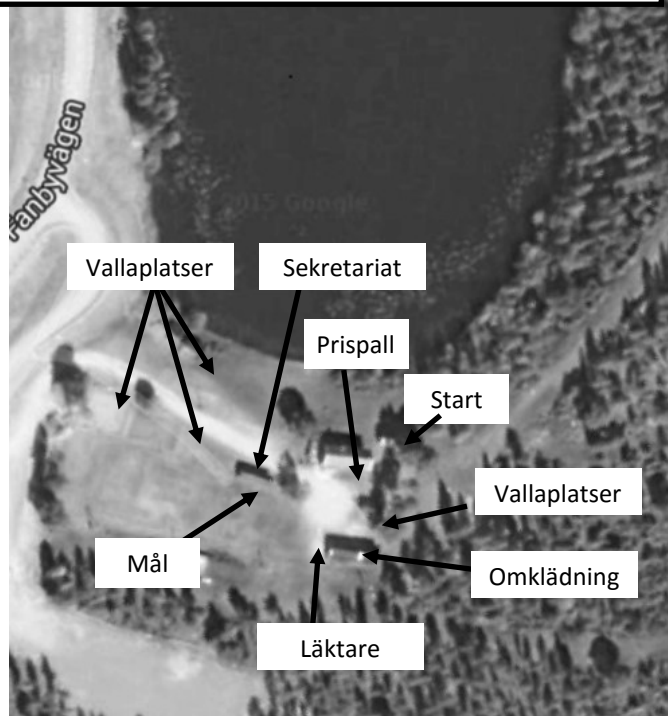 Fanbyvägen
2015 Google
Vallaplatser
Sekretariat
Prispall
Start
Vallaplatser
Mål
Omklädning
Läktare